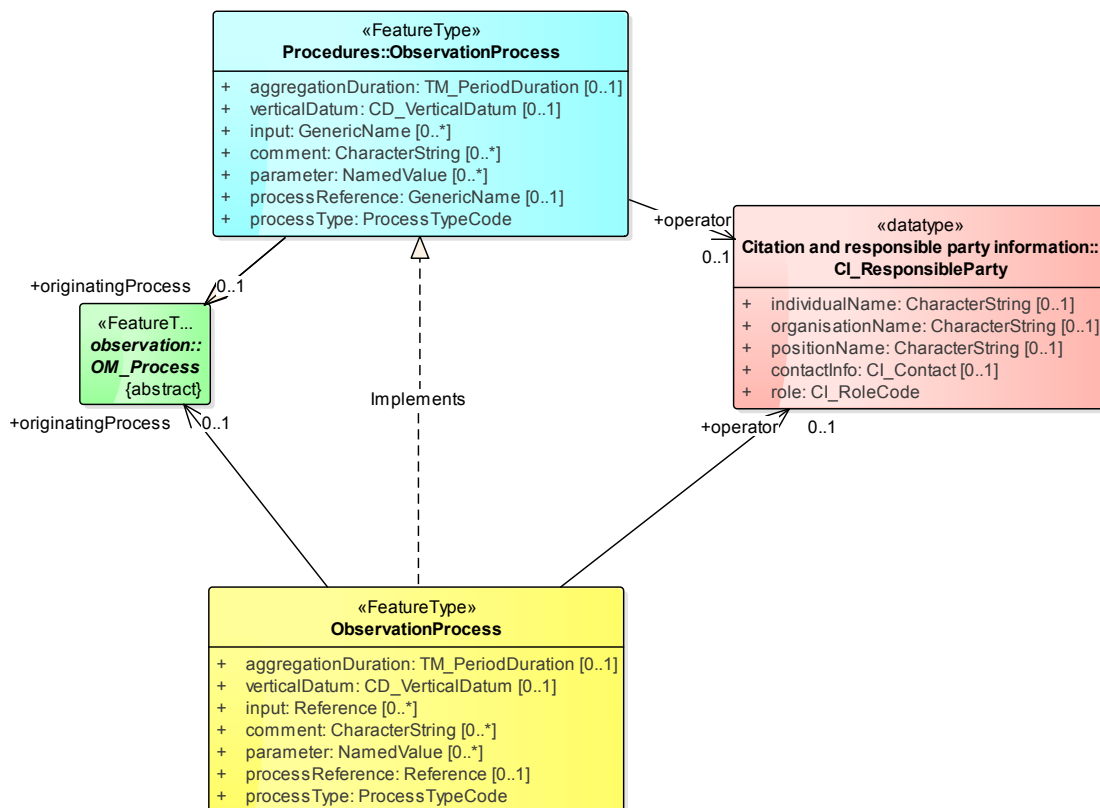 «FeatureType»
Procedures::ObservationProcess
+ aggregationDuration: TM_PeriodDuration [0..1]
+ verticalDatum: CD_VerticalDatum [0..1]
+ input: GenericName [0..*]
+ comment: CharacterString [0..*]
+ parameter: NamedValue [0..*]
+ processReference: GenericName [0..1]
+ processType: ProcessTypeCode
+operator
0..1
«datatype»
Citation and responsible party information::
CI_ResponsibleParty
+ individualName: CharacterString [0..1]
+ organisationName: CharacterString [0..1]
+ positionName: CharacterString [0..1]
+ contactInfo: CI_Contact [0..1]
+ role: CI_RoleCode
+originatingProcess
0..1
«FeatureT...
observation::
OM_Process
{abstract}
+originatingProcess
0..1
Implements
+operator
0..1
«FeatureType»
ObservationProcess
+ aggregationDuration: TM_PeriodDuration [0..1]
+ verticalDatum: CD_VerticalDatum [0..1]
+ input: Reference [0..*]
+ comment: CharacterString [0..*]
+ parameter: NamedValue [0..*]
+ processReference: Reference [0..1]
+ processType: ProcessTypeCode